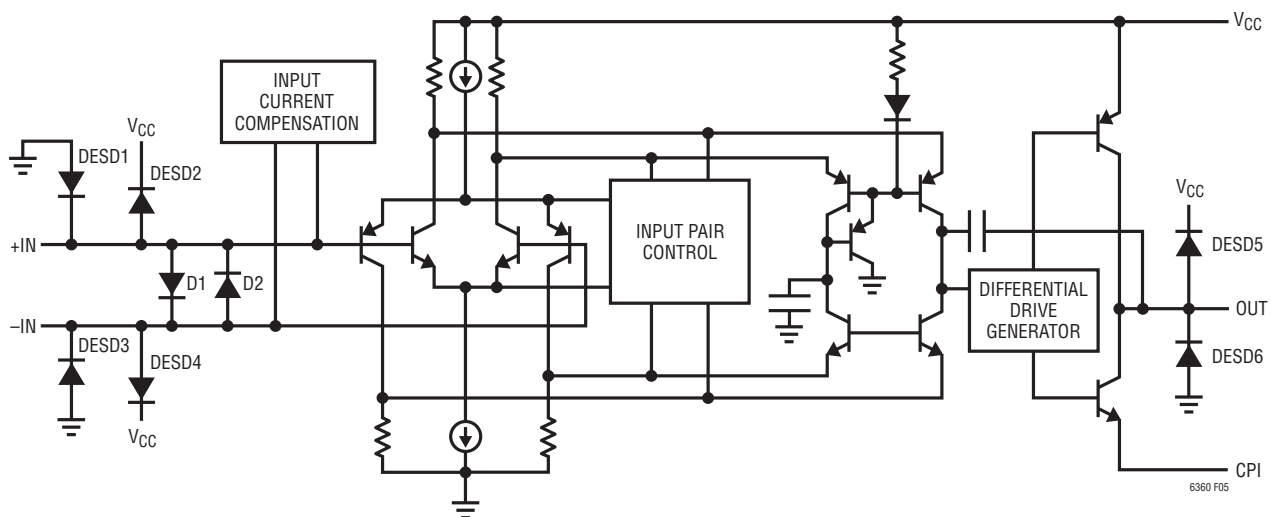 VCC
INPUT
CURRENT
COMPENSATION
VCC
DESD1
DESD2
VCC
+IN
INPUT PAIR
CONTROL
DESD5
D1
D2
DIFFERENTIAL
DRIVE
GENERATOR
–IN
OUT
DESD3
DESD4
DESD6
VCC
CPI
6360 F05